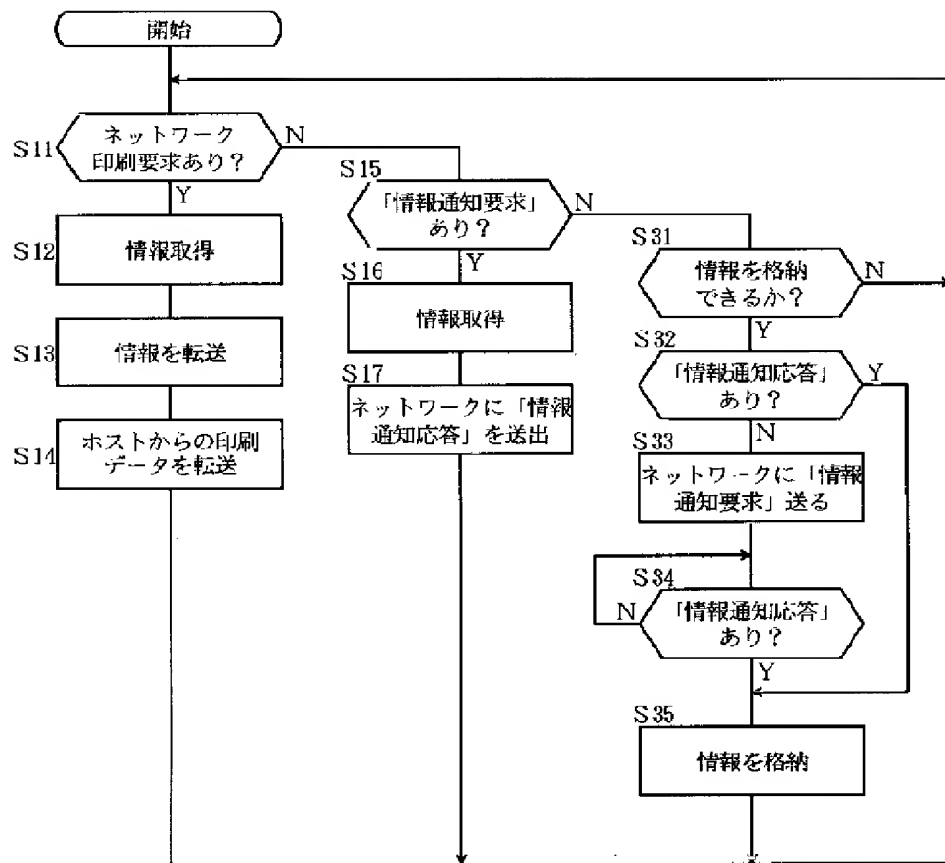 開始
S11
ネットワーク
印刷要求あり?
N
Y
S12
情報取得
S13
情報を転送
S14
ホストからの印刷
データを転送
S15
「情報通知要求」
あり?
N
Y
S16
情報取得
S17
ネットワークに「情報
通知応答」を送出
S31
情報を格納
できるか?
N
Y
S32
「情報通知応答」
あり?
Y
N
S33
ネットワークに「情報
通知要求」送る
S34
「情報通知応答」
あり?
N
Y
S35
情報を格納